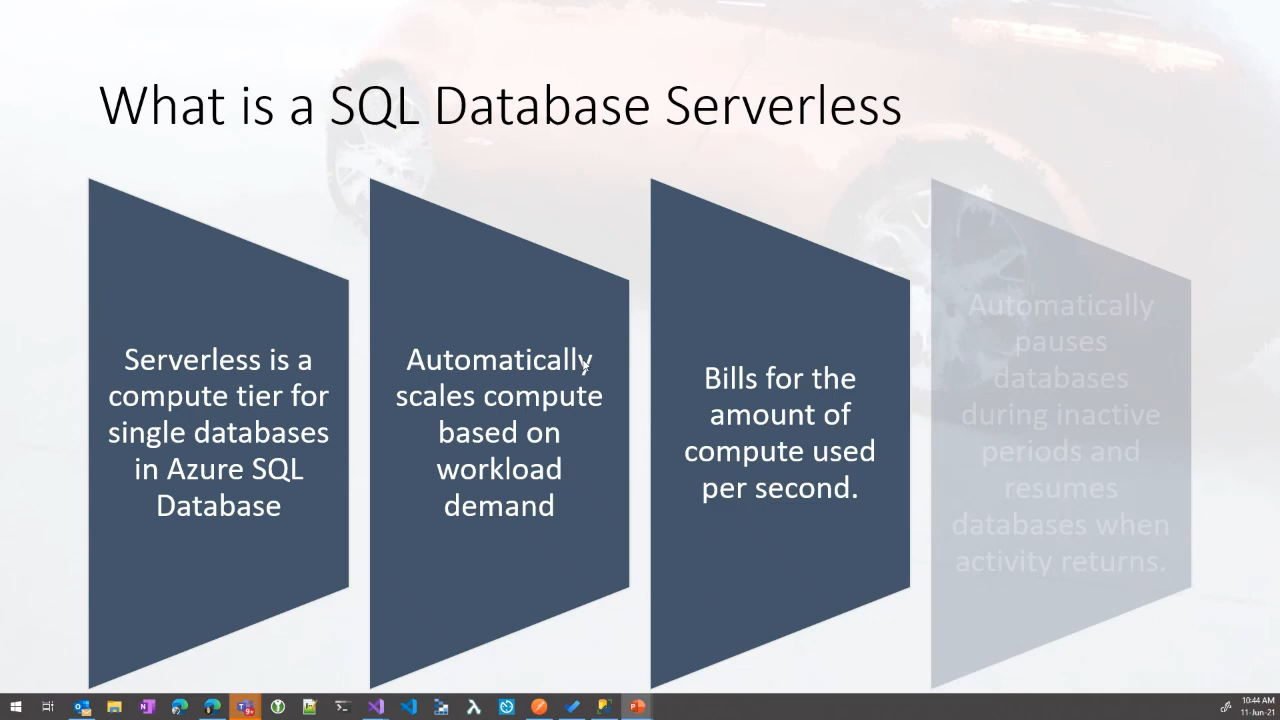 What is a SQL Database Serverless
Serverless is a
compute tier for
single databases
in Azure SQL
Database
Automatically
scales compute
based on
workload
demand
Bills for the
amount of
compute used
per second.
Automatically
pauses
databases
during inactive
periods and
resumes
databases when
activity returns.
9+
10:44 AM
11-Jun-21